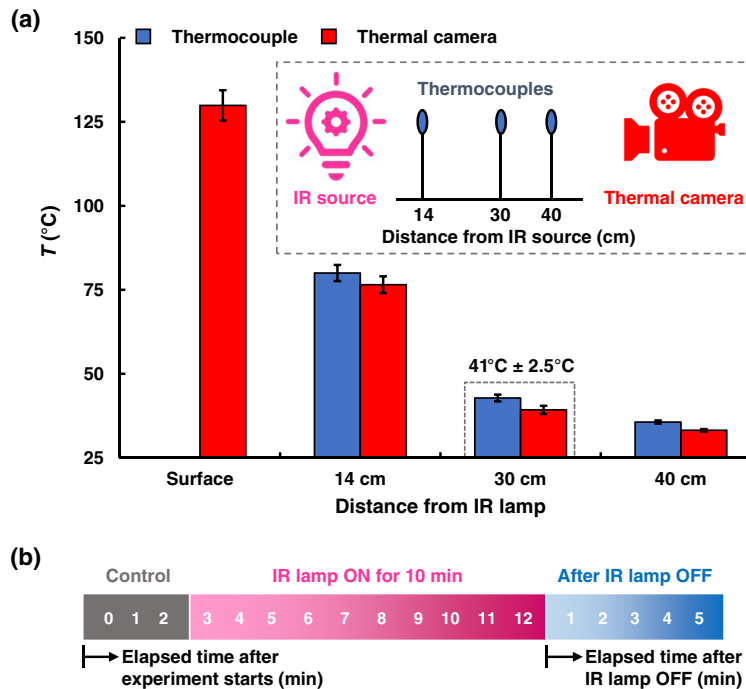 (a)
Thermocouple Thermal camera
150
125
100
75
50
25
T (°C)
Thermocouples
IR source
Thermal camera
14 30 40
Distance from IR source (cm)
41°C ± 2.5°C
Surface 14 cm 30 cm 40 cm
Distance from IR lamp
(b)
Control IR lamp ON for 10 min After IR lamp OFF
0 1 2 3 4 5 6 7 8 9 10 11 12 1 2 3 4 5
Elapsed time after
experiment starts (min)
Elapsed time after
IR lamp OFF (min)